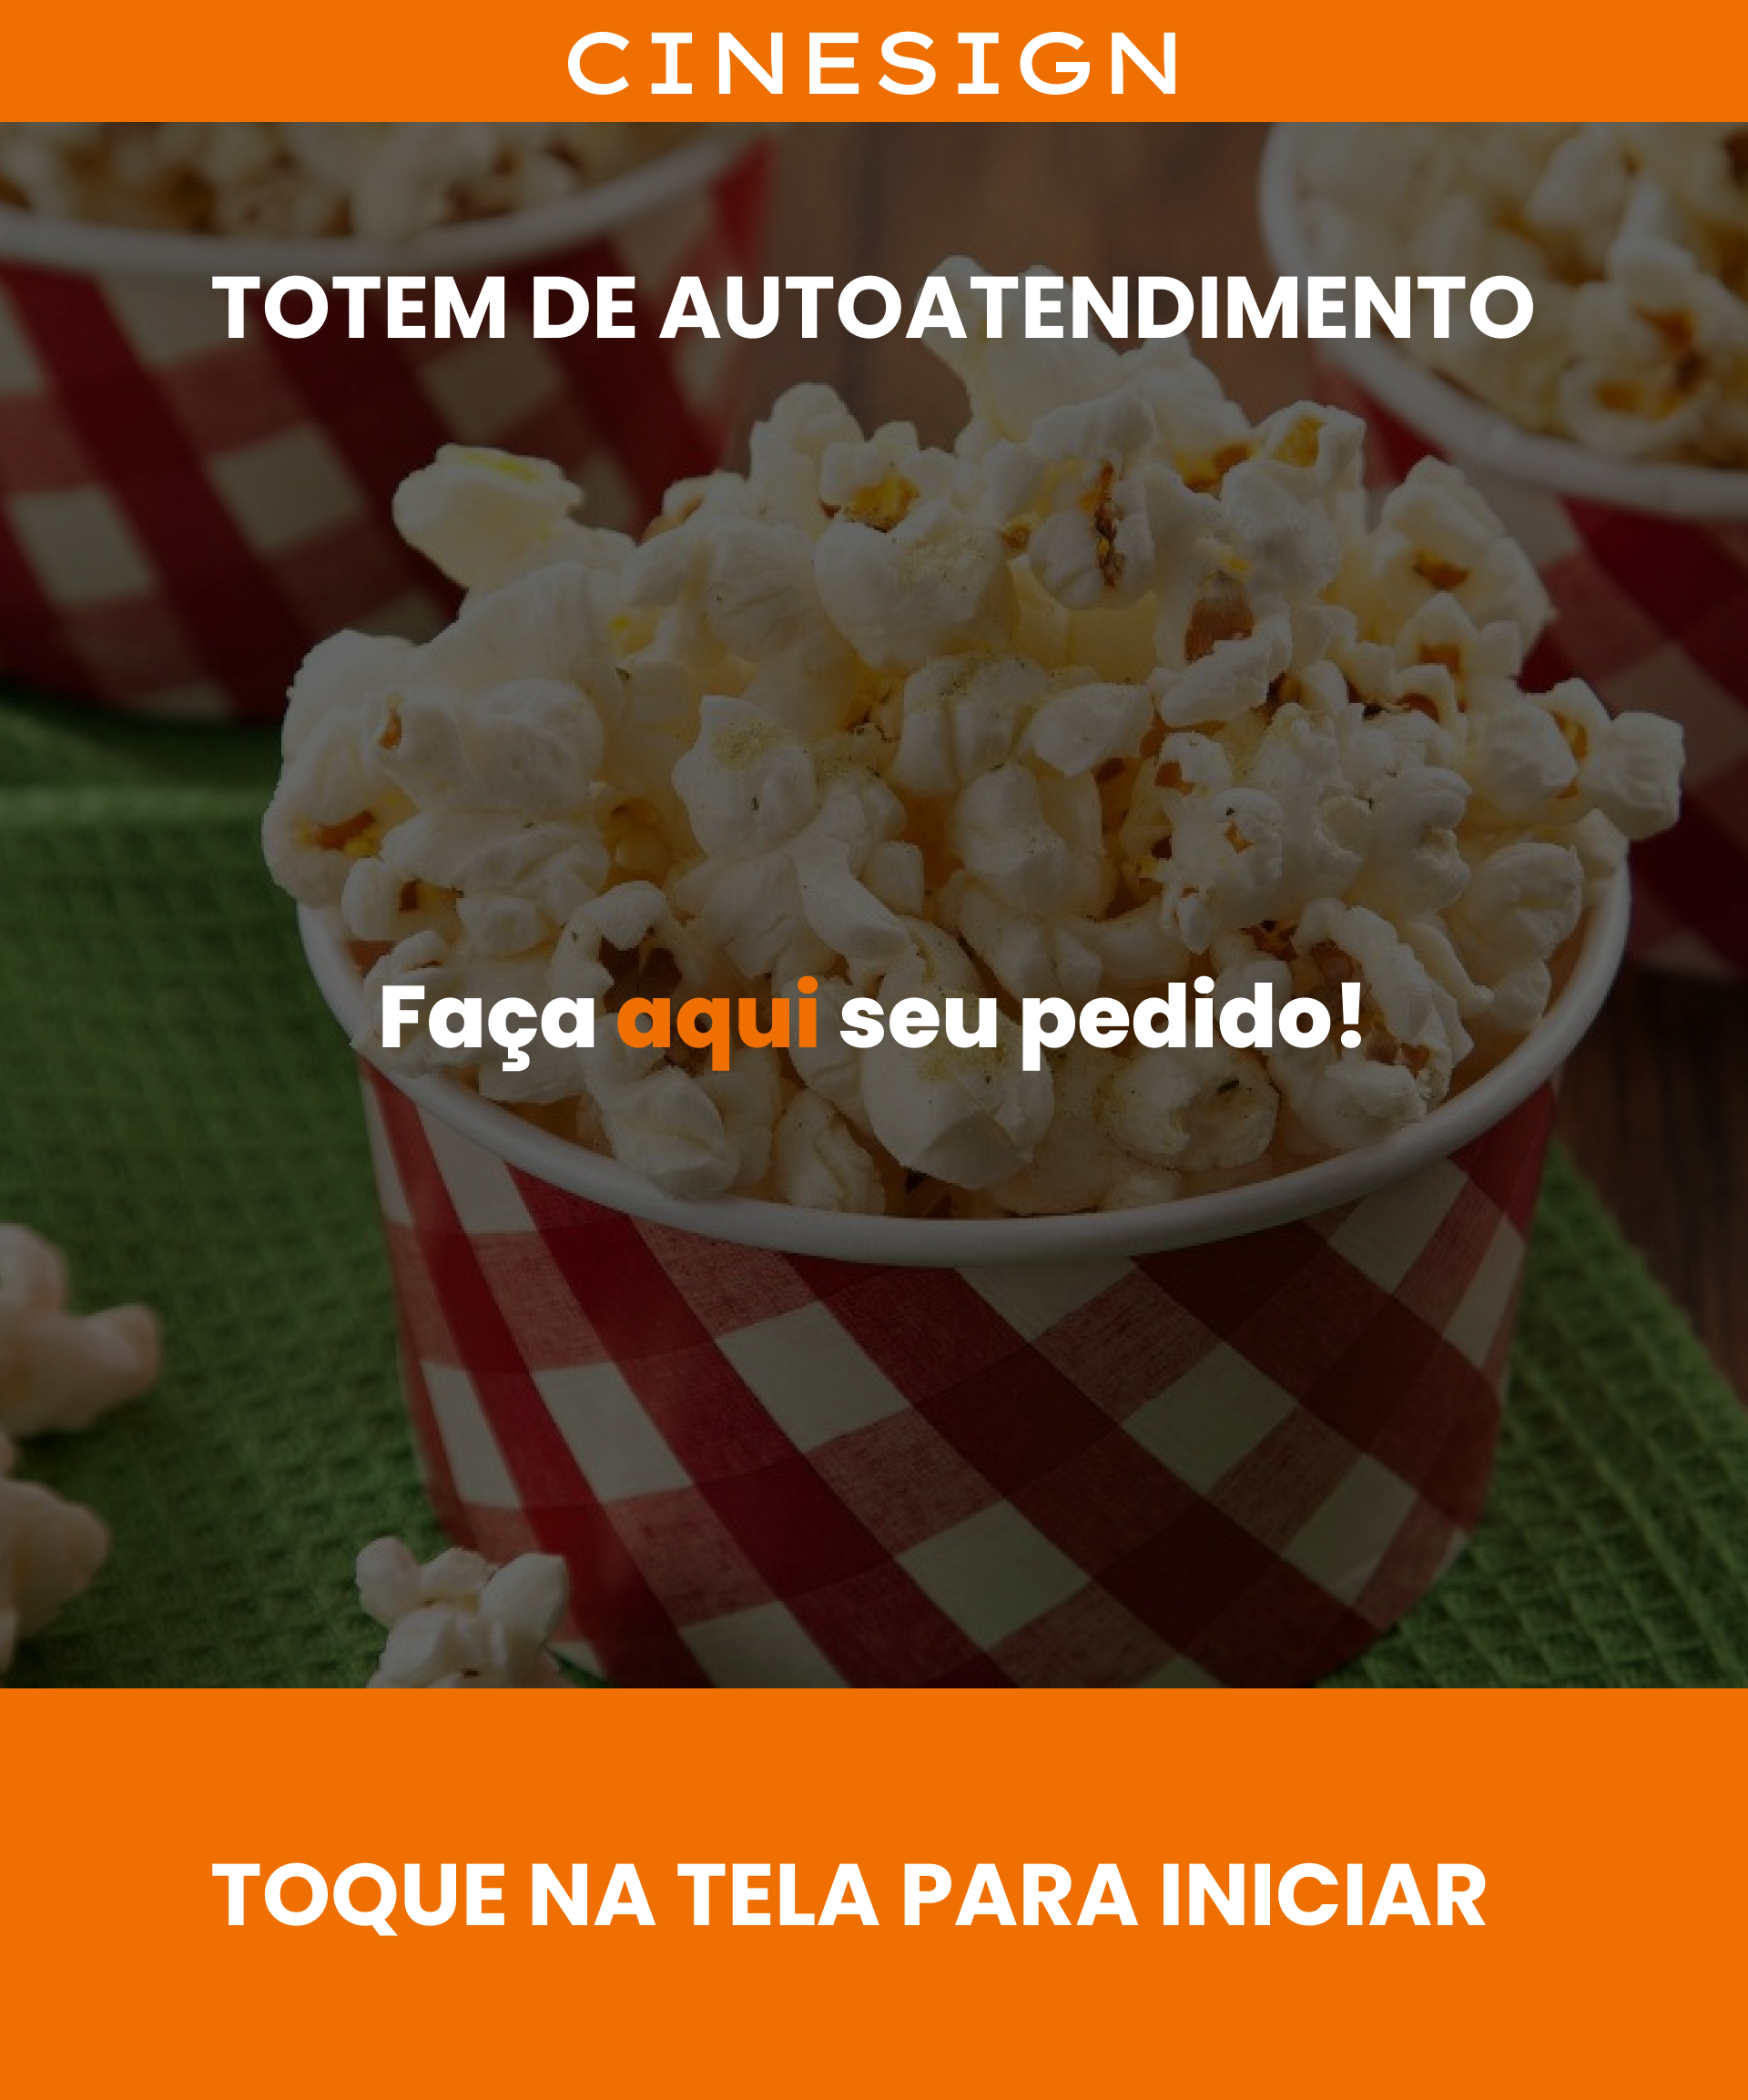 CINESIGN
TOTEM DE AUTOATENDIMENTO
Faça aqui seu pedido!
TOQUE NA TELA PARA INICIAR